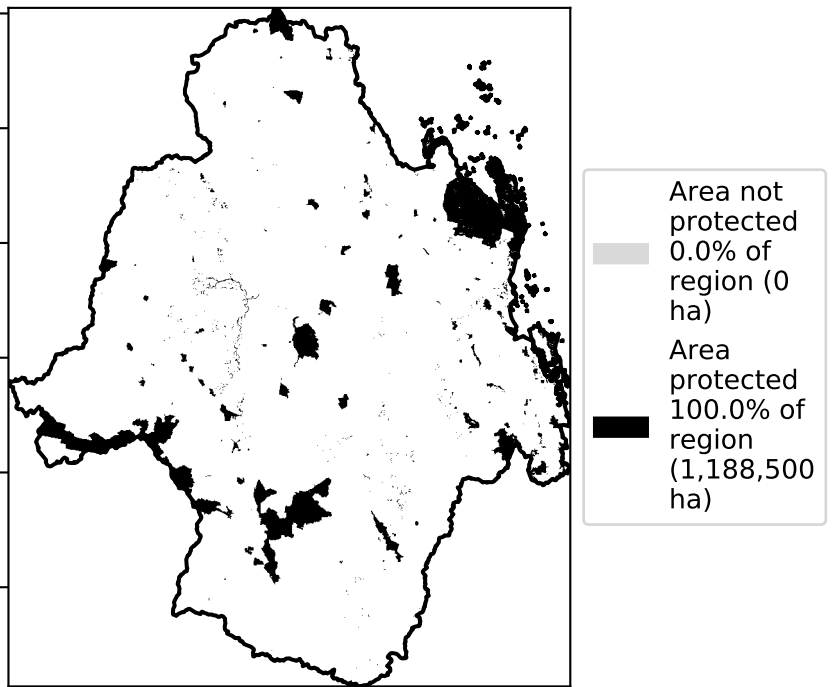 Area not
protected
0.0% of
region (0
ha)
Area
protected
100.0% of
region
(1,188,500
ha)